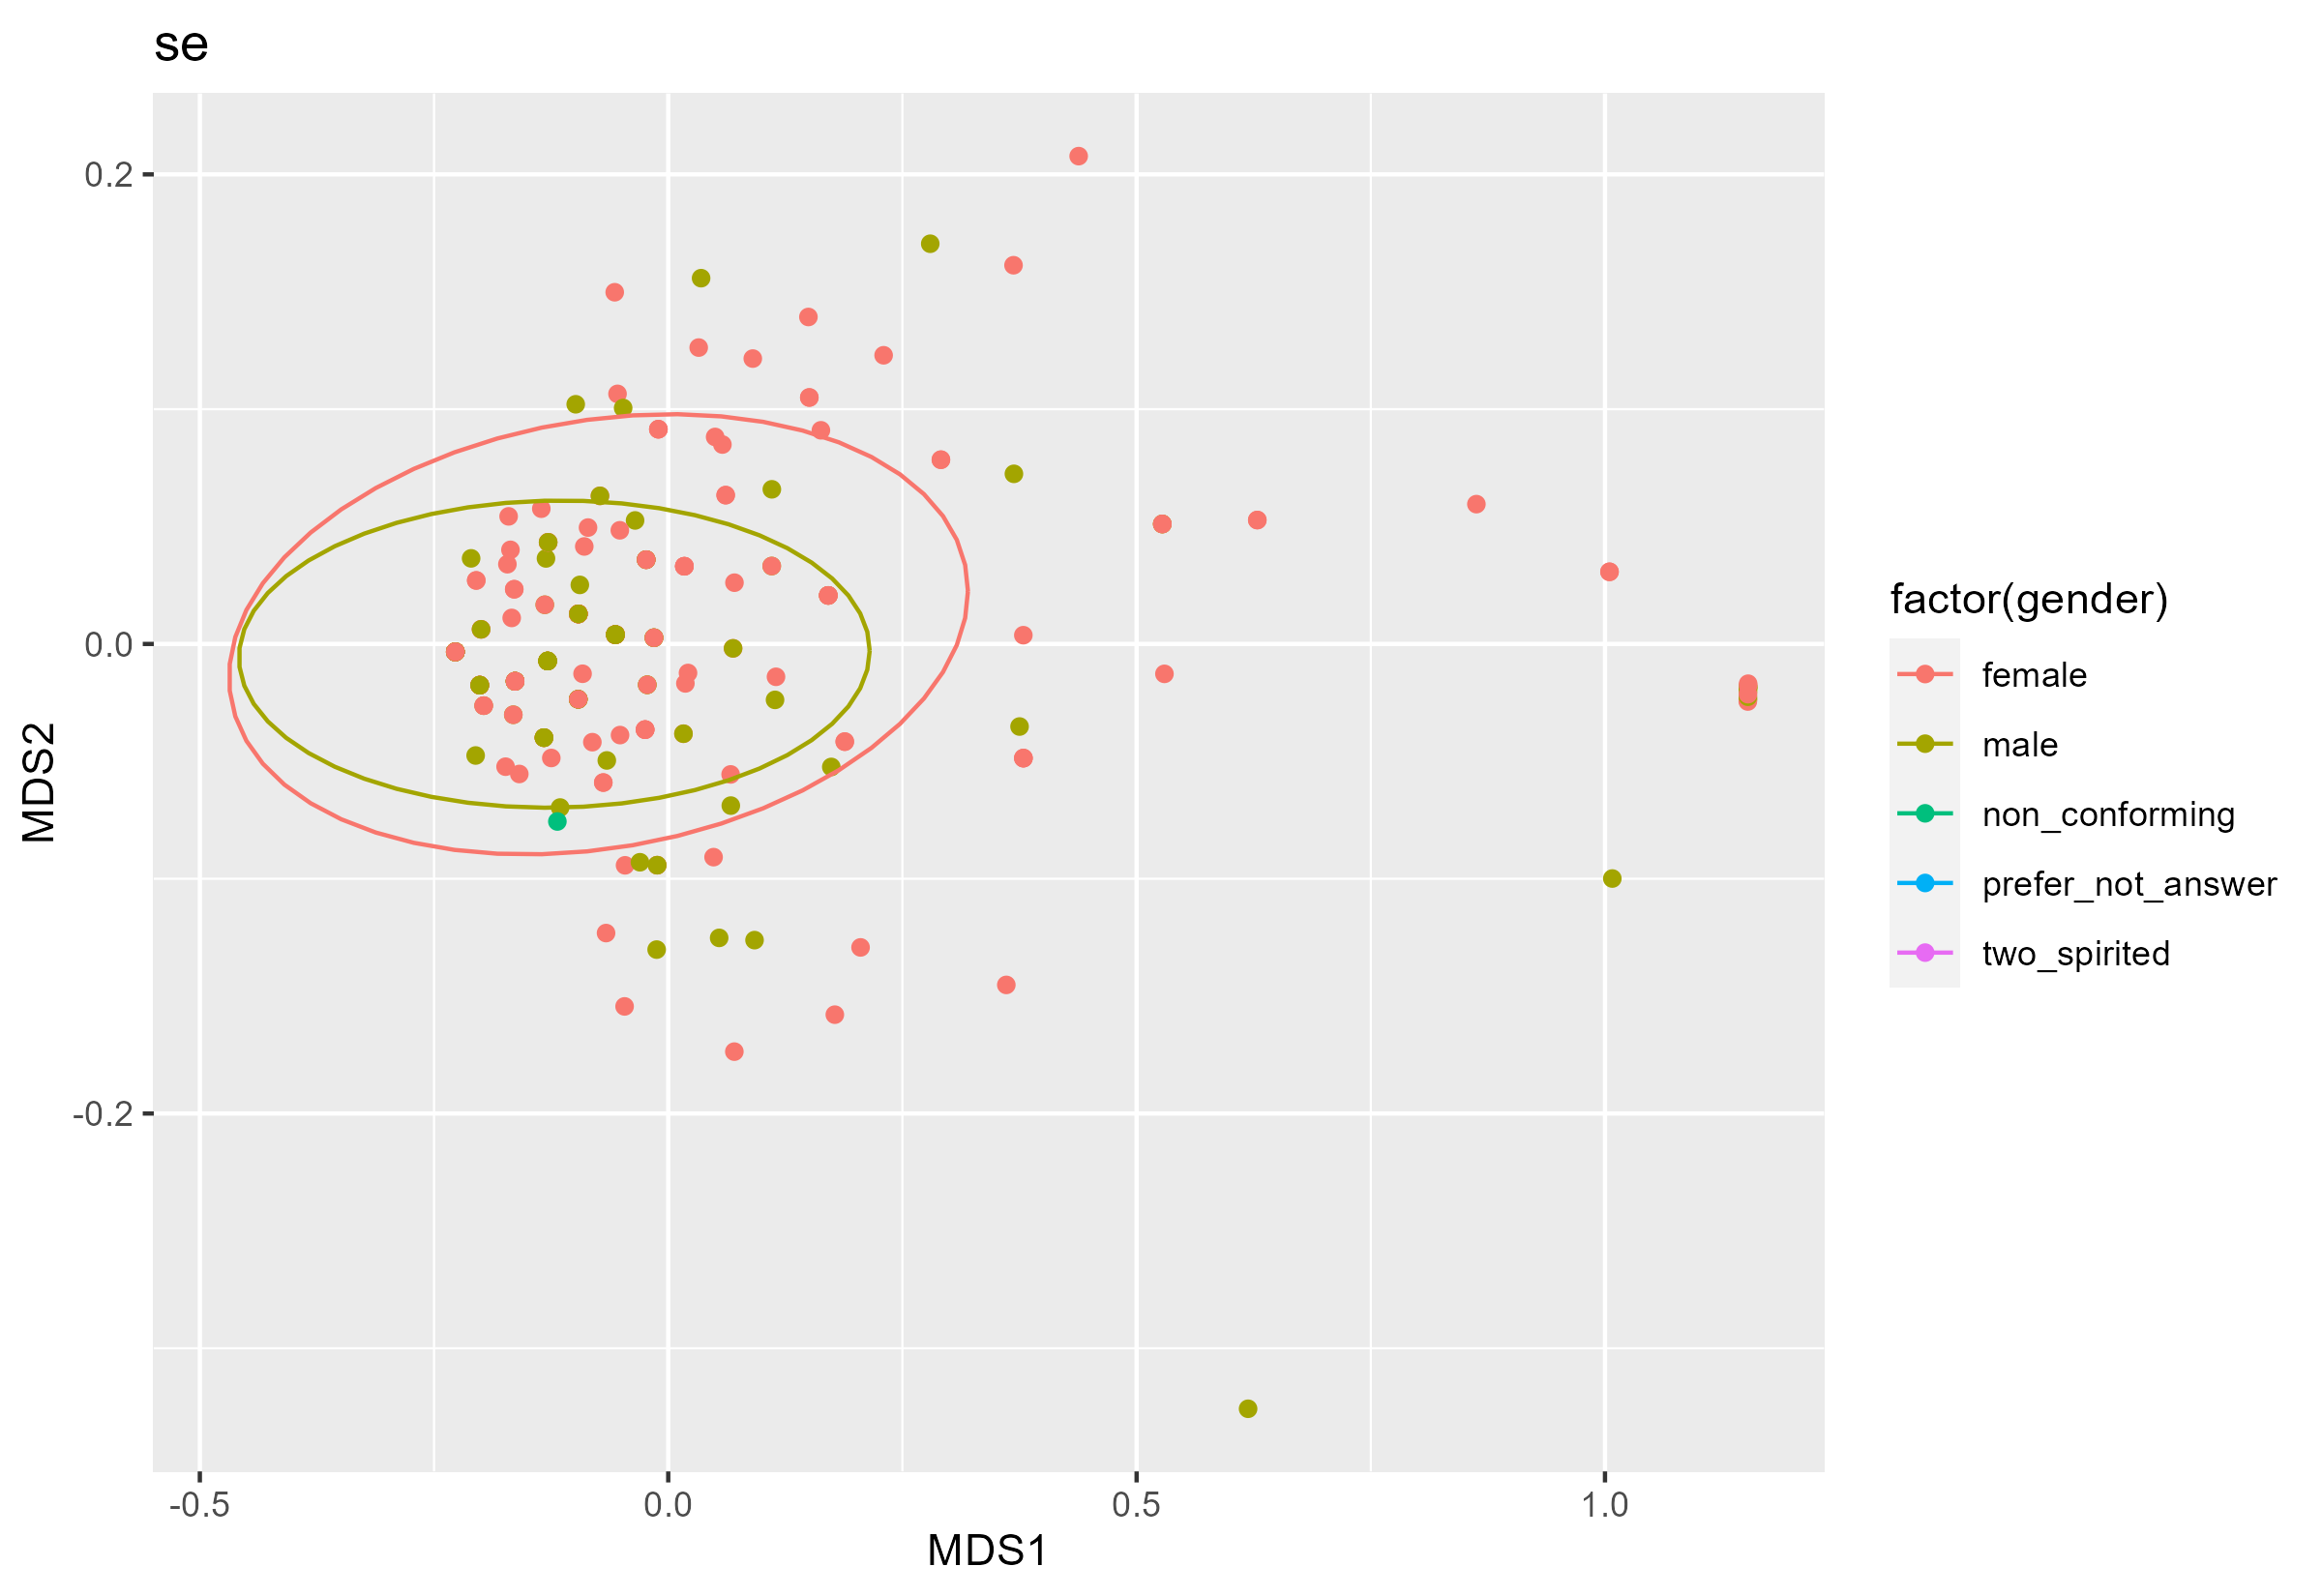 se
0.2
0.0
-0.2
MDS2
-0.5
0.0
0.5
1.0
MDS1
factor(gender)
female
male
non_conforming
prefer_not_answer
two_spirited